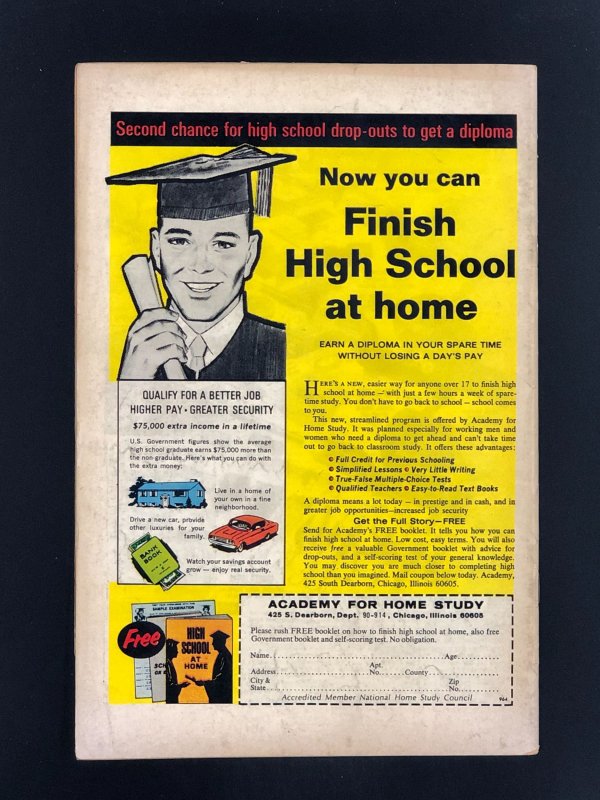 Second chance for high school drop-outs to get a diploma
Now you can
Finish
High School
at home
EARN A DIPLOMA IN YOUR SPARE TIME
WITHOUT LOSING A DAY'S PAY
HERE'S A NEW, easier way for anyone over 17 to finish high
school at home — with just a few hours a week of spare-
time study. You don't have to go back to school — school comes
to you.
This new, streamlined program is offered by Academy for
Home Study. It was planned especially for working men and
women who need a diploma to get ahead and can't take time
out to go back to classroom study. It offers these advantages:
Full Credit for Previous Schooling
Simplified Lessons • Very Little Writing
True-False Multiple-Choice Tests
Qualified Teachers • Easy-to-Read Text Books
A diploma means a lot today — in prestige and in cash, and in
greater job opportunities—increased job security
Get the Full Story—FREE
Send for Academy's FREE booklet. It tells you how you can
finish high school at home. Low cost, easy terms. You will also
receive free a valuable Government booklet with advice for
drop-outs, and a self-scoring test of your general knowledge.
You may discover you are much closer to completing high
school than you imagined. Mail coupon below today. Academy,
425 South Dearborn, Chicago, Illinois 60605.
QUALIFY FOR A BETTER JOB
HIGHER PAY • GREATER SECURITY
$75,000 extra income in a lifetime
U.S. Government figures show the average
high school graduate earns $75,000 more than
the non-graduate. Here's what you can do with
the extra money:
Live in a home of
your own in a fine
neighborhood.
Drive a new car, provide
other luxuries for your
family.
BANK
BOOK
Watch your savings account
grow — enjoy real security.
Free
SAMPLE EXAMINATION
SCH
HIGH
SCHOOL
AT
HOME
ACADEMY FOR HOME STUDY
425 S. Dearborn, Dept. 90-914, Chicago, Illinois 60605
Please rush FREE booklet on how to finish high school at home, also free
Government booklet and self-scoring test. No obligation.
Name Age
Apt.
Address No. County
City & Zip
State No.
Accredited Member National Home Study Council 964